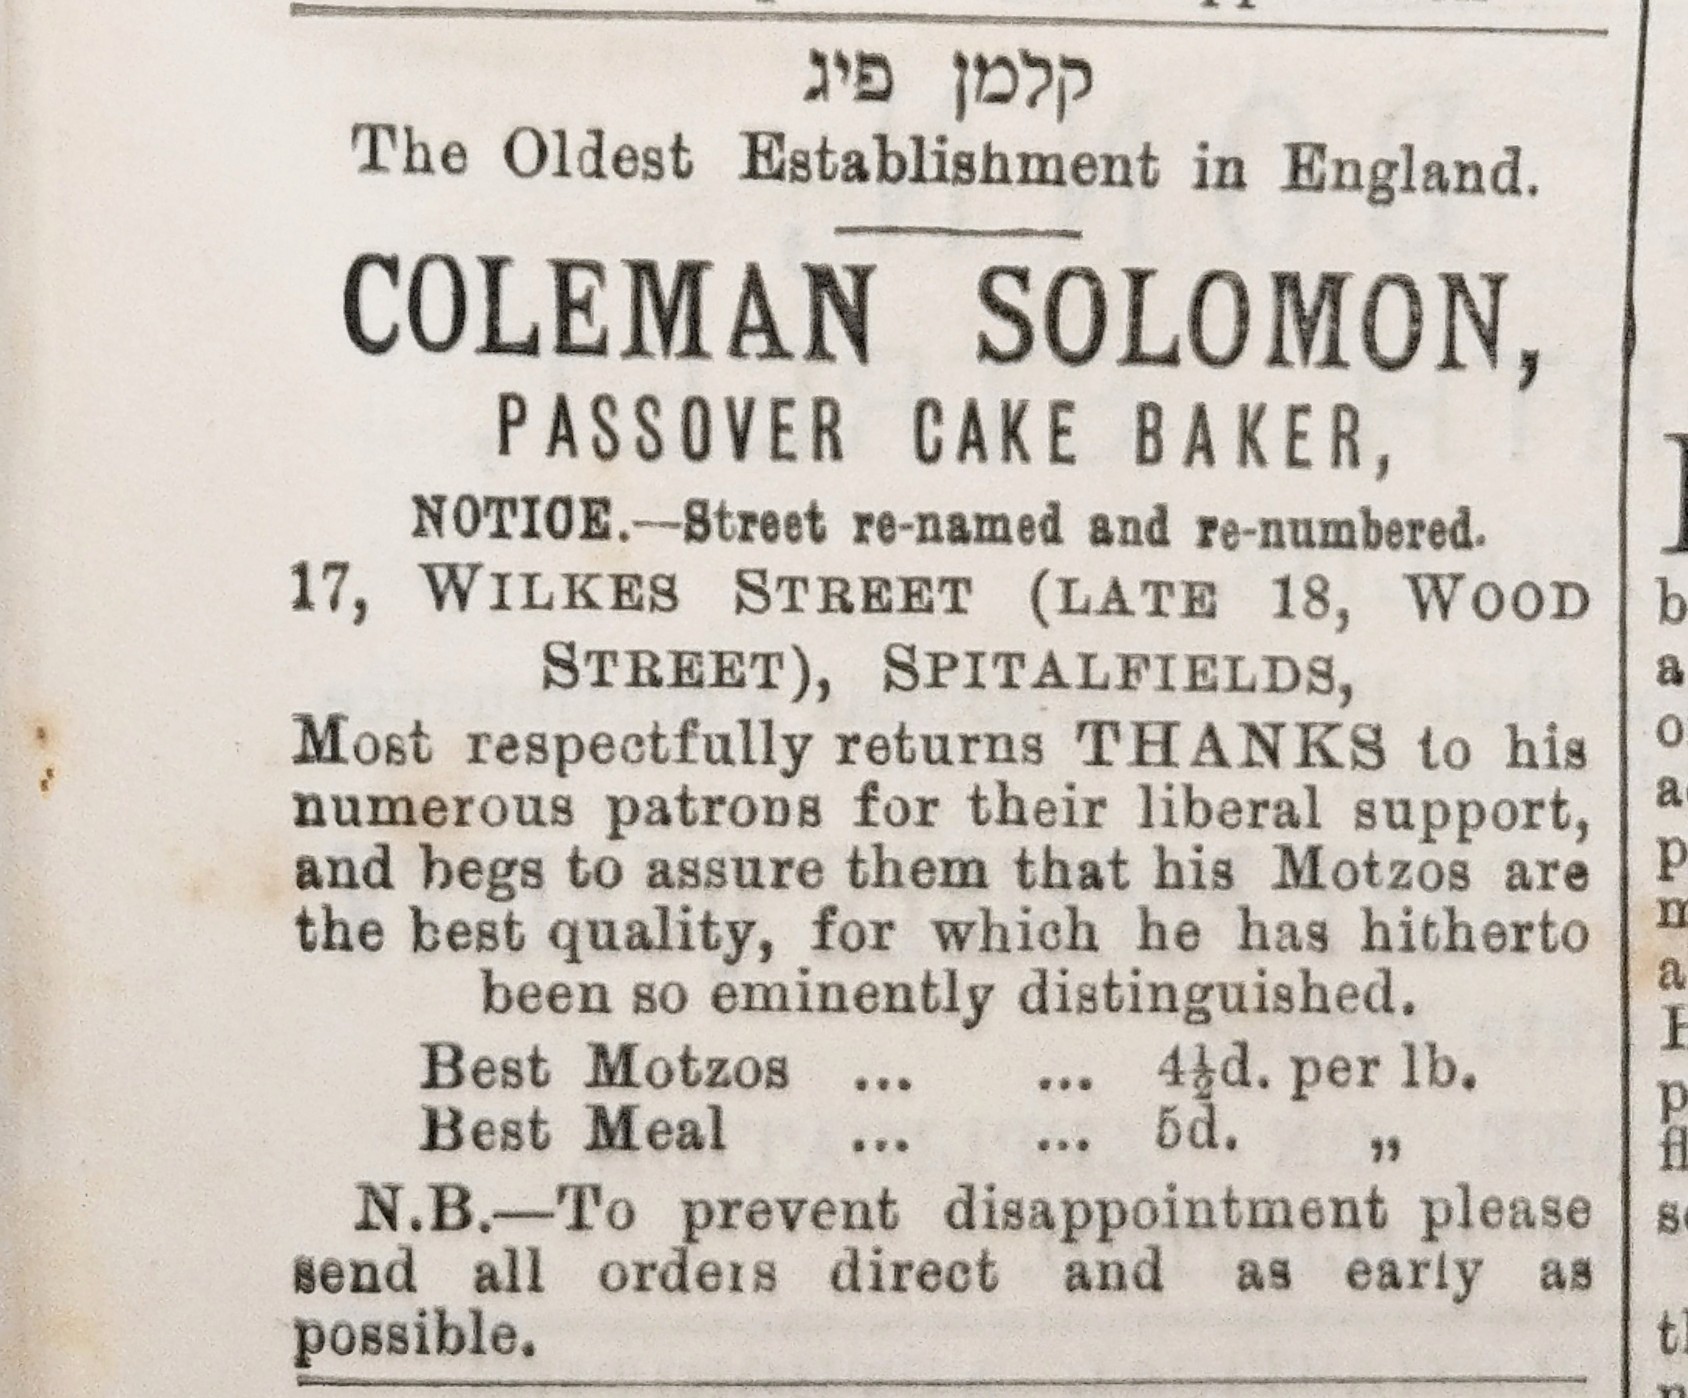 קלמן פיג
The Oldest Establishment in England.
COLEMAN SOLOMON,
PASSOVER CAKE BAKER,
NOTICE.—Street re-named and re-numbered.
17, WILKES STREET (LATE 18, WOOD
STREET), SPITALFIELDS,
Most respectfully returns THANKS to his
numerous patrons for their liberal support,
and begs to assure them that his Motzos are
the best quality, for which he has hitherto
been so eminently distinguished.
Best Motzos ... ... 4½d. per lb.
Best Meal ... ... 5d. „
N.B.—To prevent disappointment please
send all orders direct and as early as
possible.